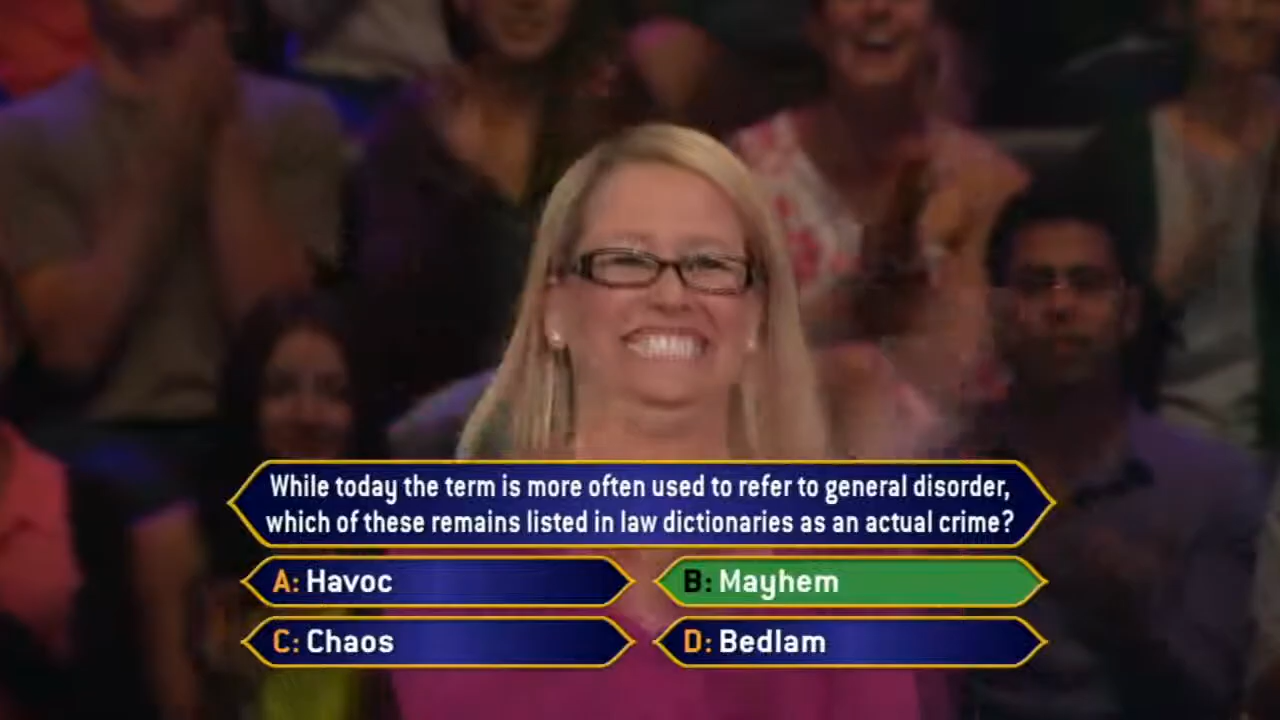 While today the term is more often used to refer to general disorder,
which of these remains listed in law dictionaries as an actual crime?
A: Havoc
B: Mayhem
C: Chaos
D: Bedlam